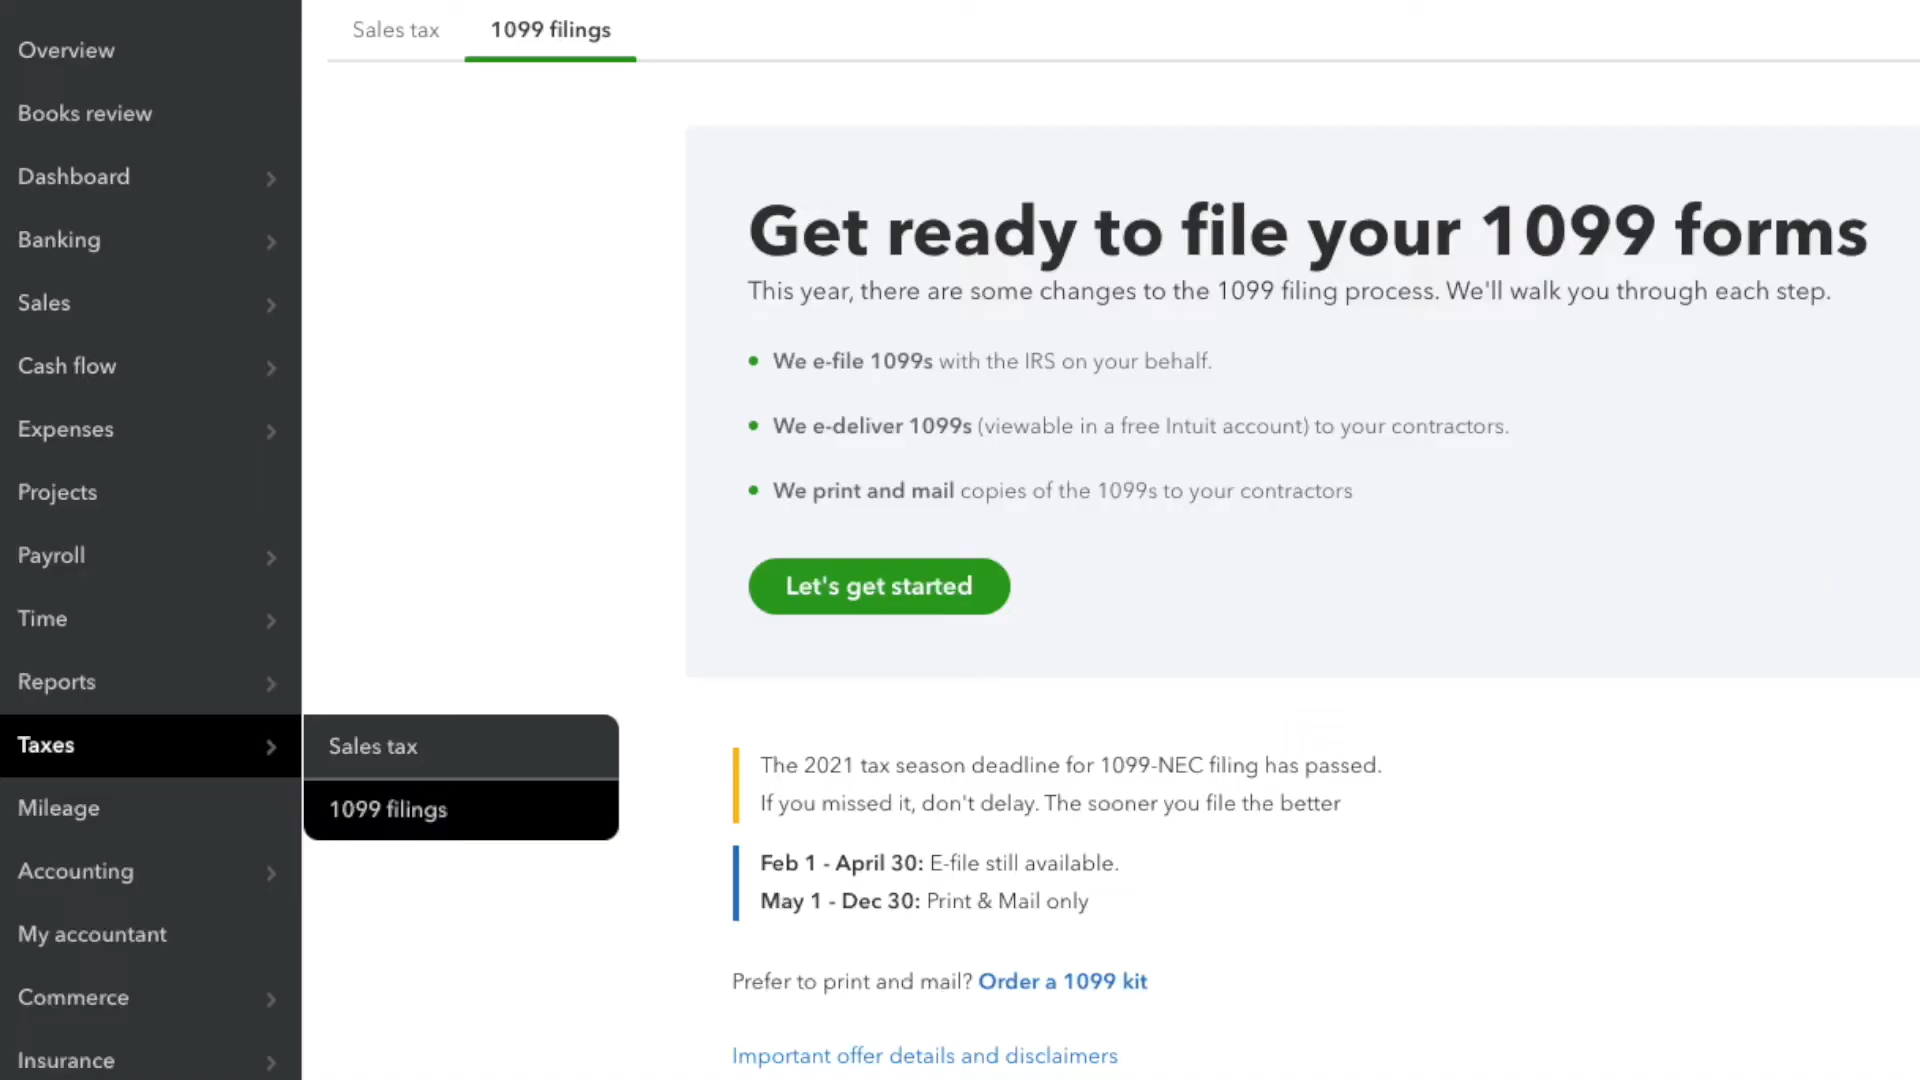 Overview
Books review
Dashboard
Banking
Sales
Cash flow
Expenses
Projects
Payroll
Time
Reports
Taxes
Mileage
Accounting
My accountant
Commerce
Insurance
Sales tax
1099 filings
Sales tax
1099 filings
Get ready to file your 1099 forms
This year, there are some changes to the 1099 filing process. We'll walk you through each step.
We e-file 1099s with the IRS on your behalf.
We e-deliver 1099s (viewable in a free Intuit account) to your contractors.
We print and mail copies of the 1099s to your contractors
Let's get started
The 2021 tax season deadline for 1099-NEC filing has passed.
If you missed it, don't delay. The sooner you file the better
Feb 1 - April 30: E-file still available.
May 1 - Dec 30: Print & Mail only
Prefer to print and mail? Order a 1099 kit
Important offer details and disclaimers